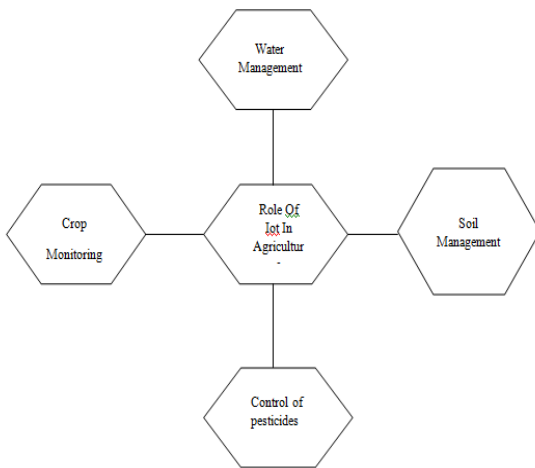 Water
Management
Crop
Monitoring
Role Of
Iot In
Agricultur
-
Soil
Management
Control of
pesticides